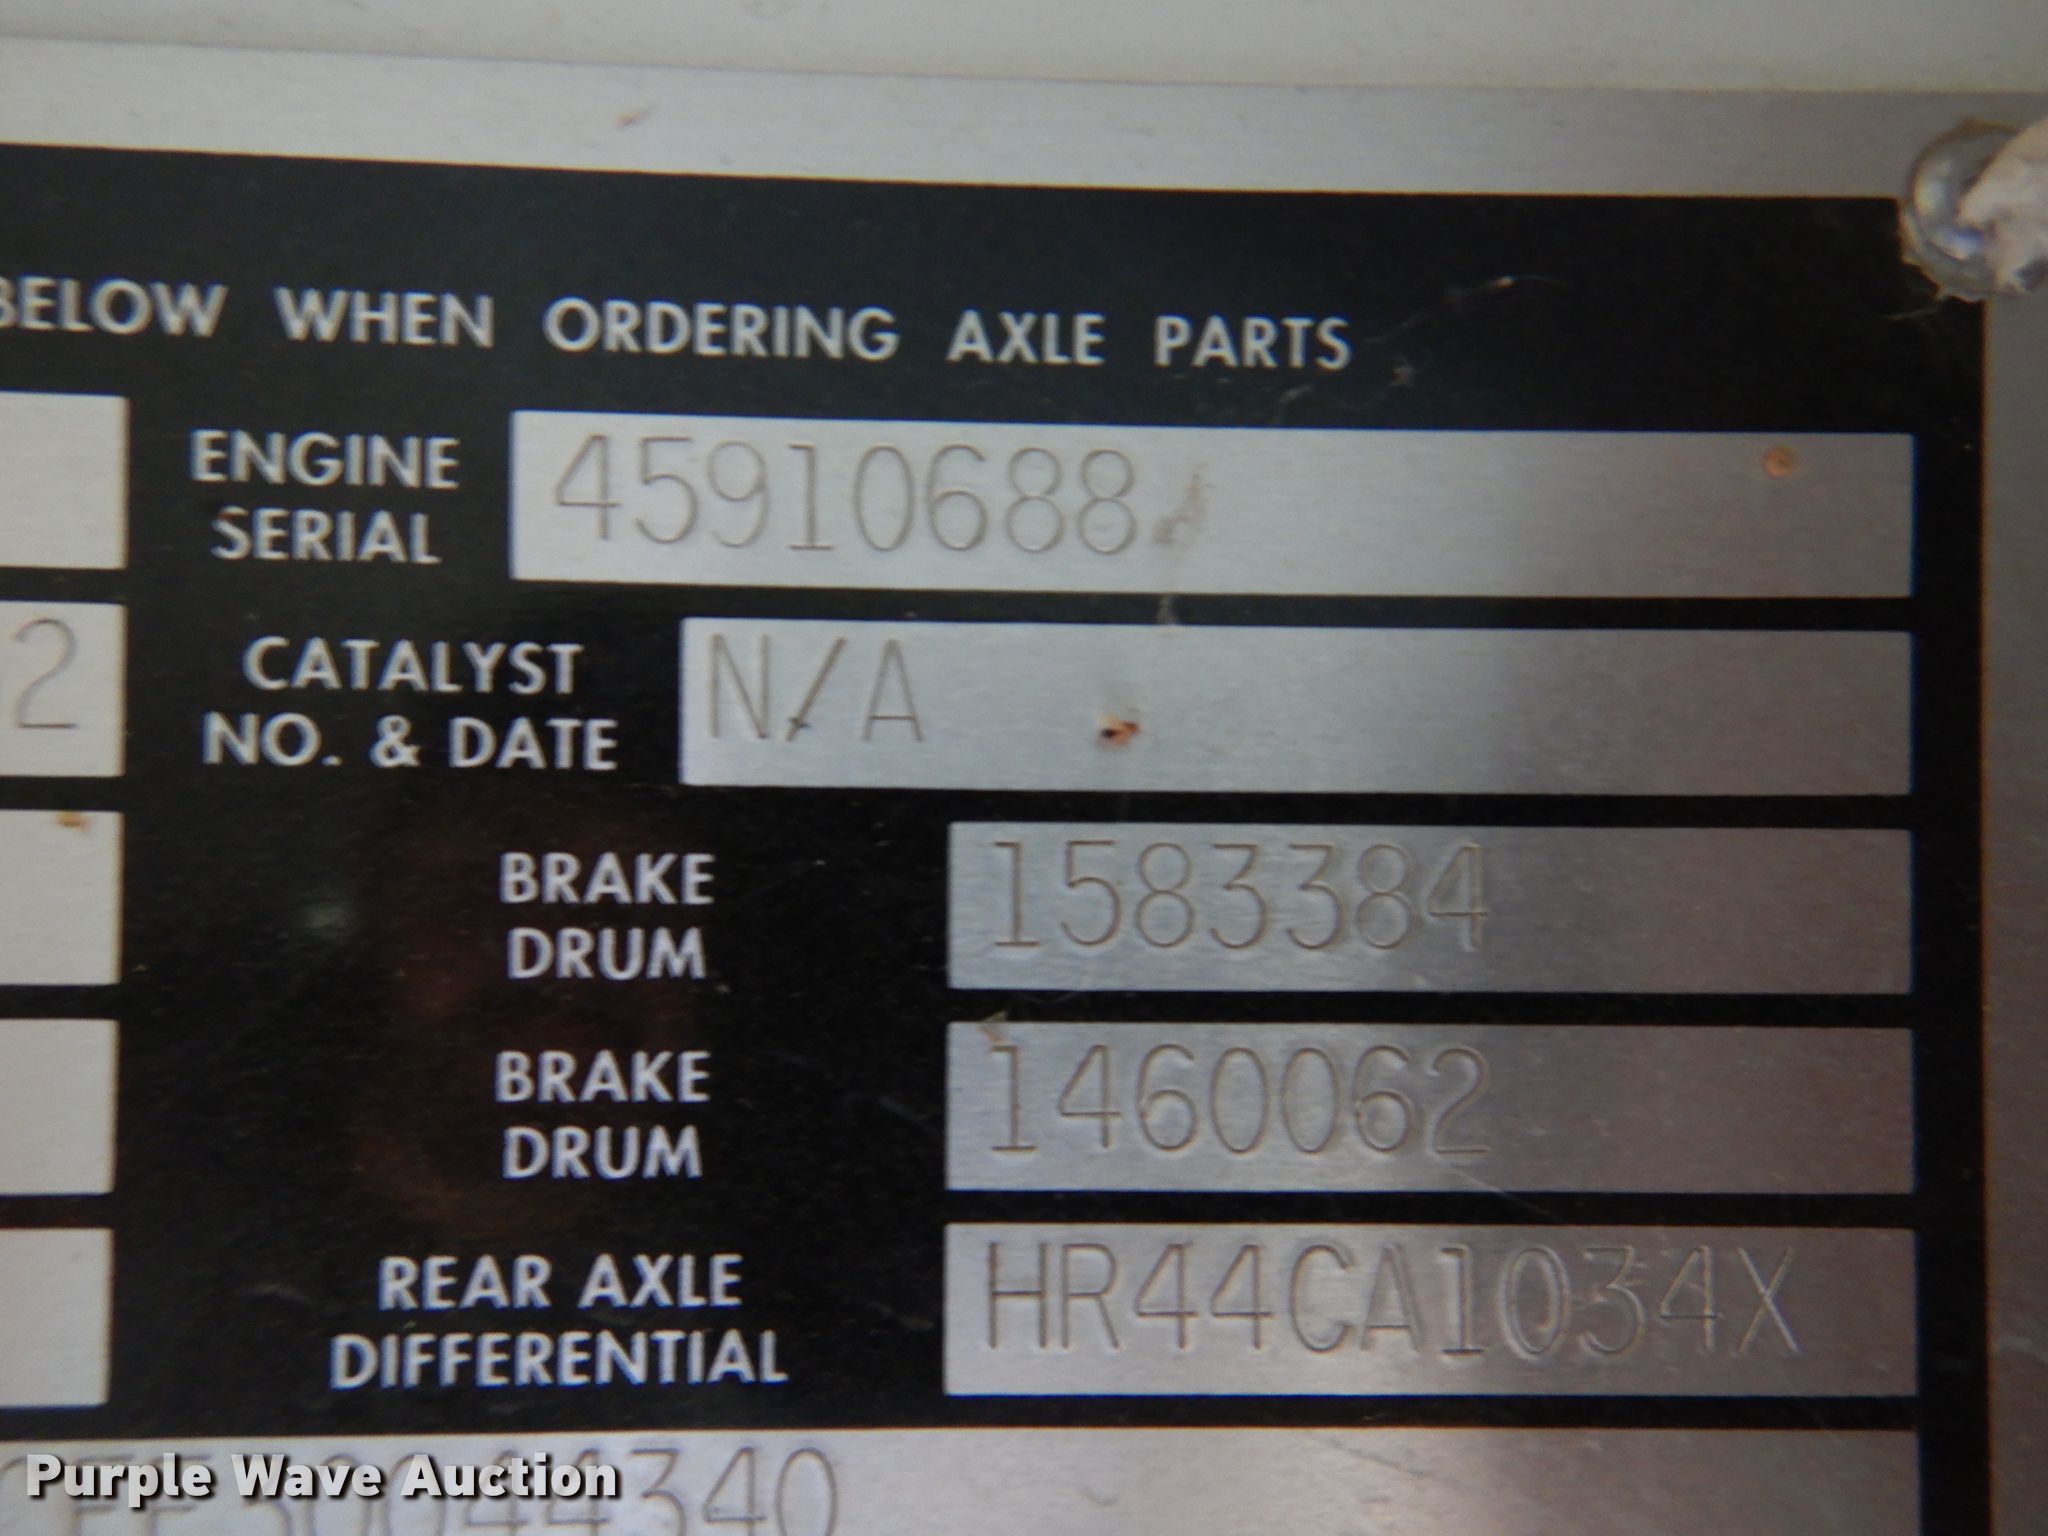 BELOW WHEN ORDERING AXLE PARTS
ENGINE
SERIAL
45910688
2
CATALYST
NO. & DATE
N/A
BRAKE
DRUM
1583384
BRAKE
DRUM
1460062
REAR AXLE
DIFFERENTIAL
HR44CA1034X
Purple Wave Auction